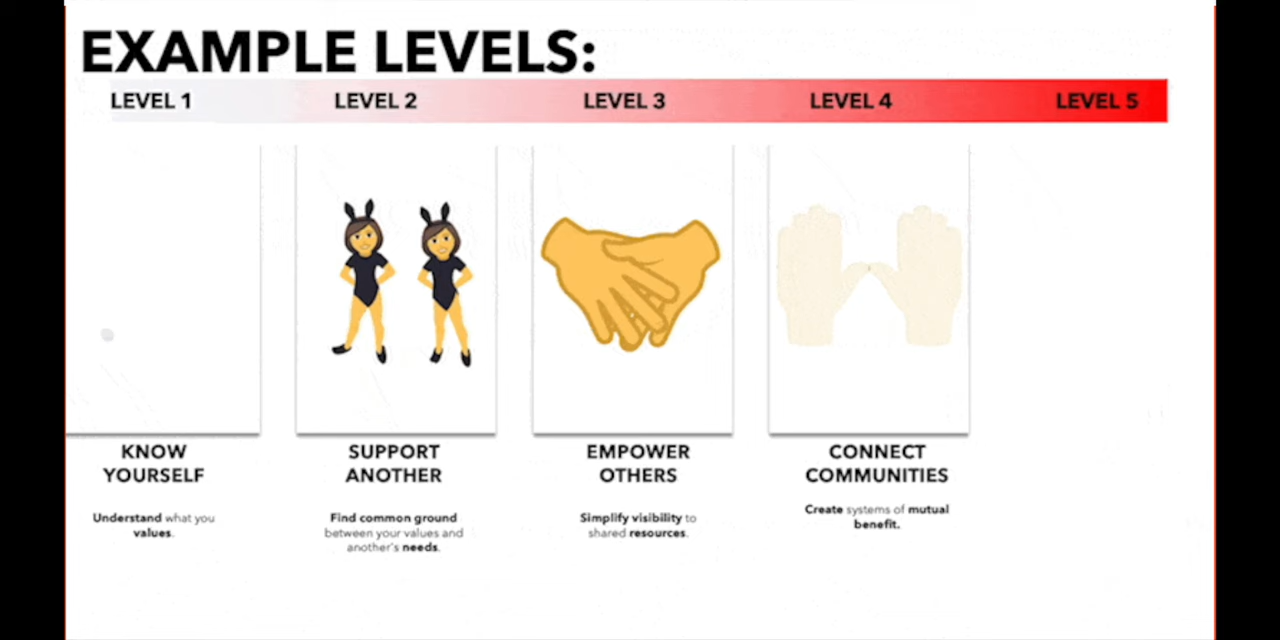 EXAMPLE LEVELS:
LEVEL 1
LEVEL 2
LEVEL 3
LEVEL 4
LEVEL 5
KNOW
YOURSELF
Understand what you
values.
SUPPORT
ANOTHER
Find common ground
between your values and
another's needs.
EMPOWER
OTHERS
Simplify visibility to
shared resources.
CONNECT
COMMUNITIES
Create systems of mutual
benefit.